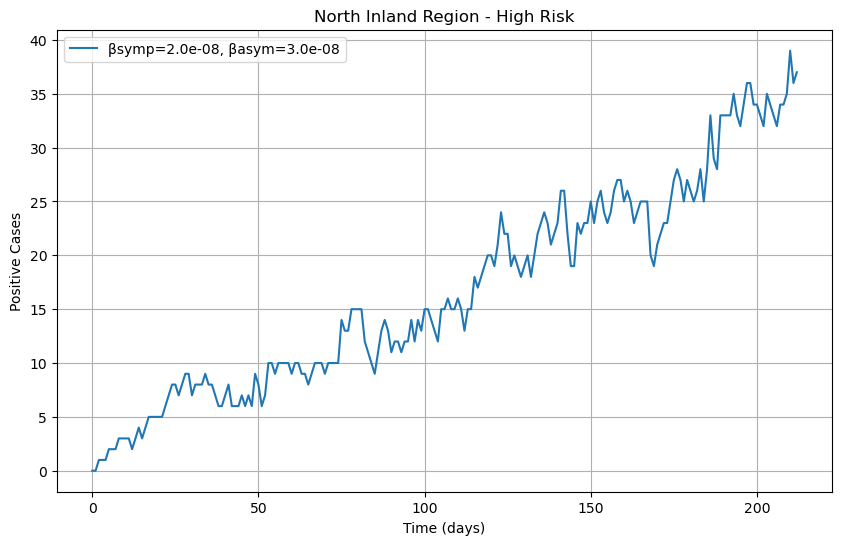 North Inland Region - High Risk
βsymp=2.0e-08, βasym=3.0e-08
Positive Cases
40
35
30
25
20
15
10
5
0
0 50 100 150 200
Time (days)